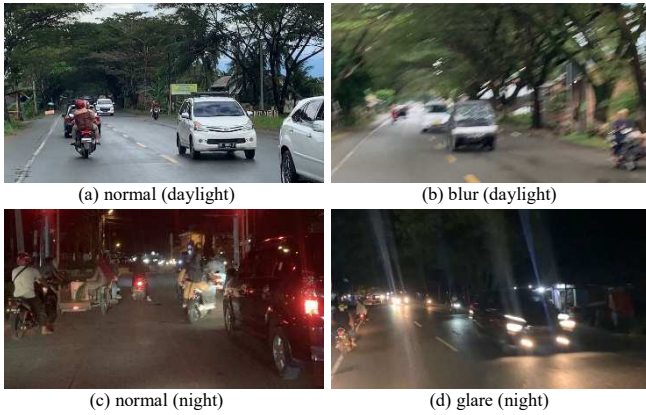 (a) normal (daylight)
(b) blur (daylight)
(c) normal (night)
(d) glare (night)